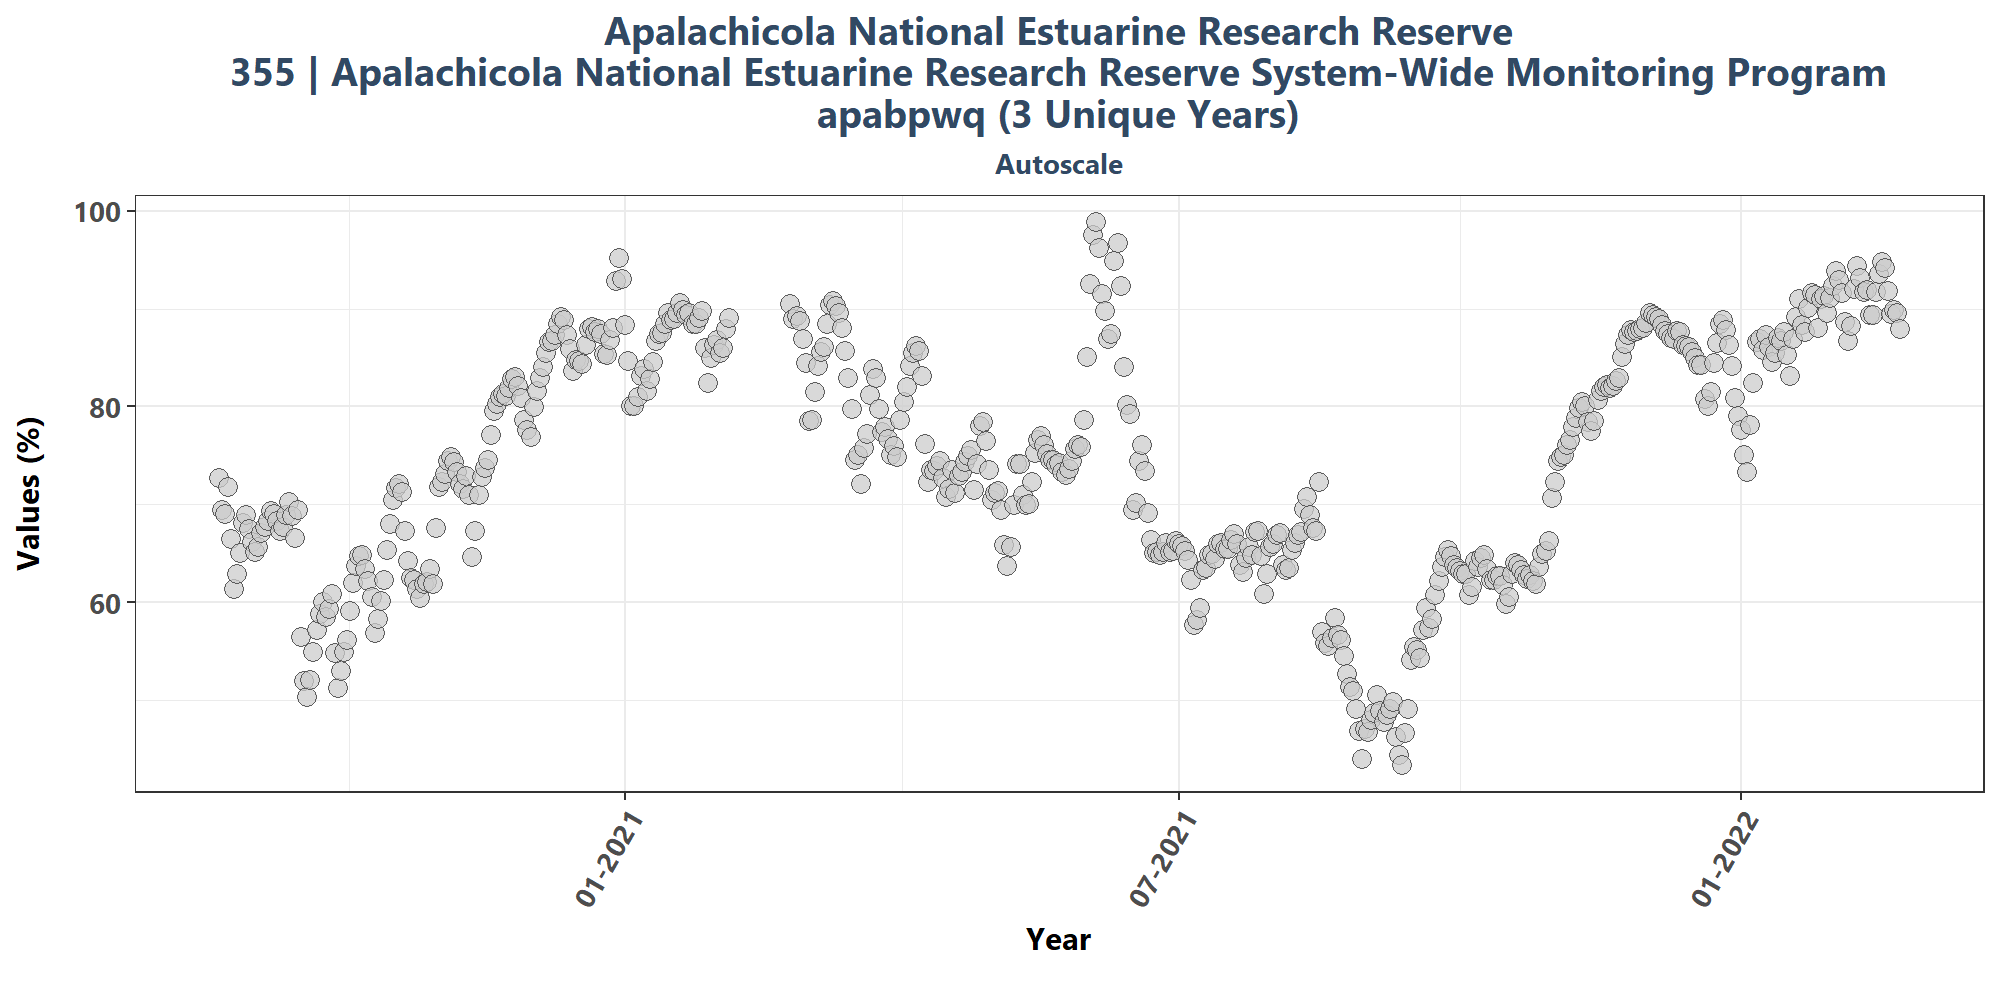 Apalachicola National Estuarine Research Reserve
355 | Apalachicola National Estuarine Research Reserve System-Wide Monitoring Program
apabpwq (3 Unique Years)
Autoscale
Values (%)
100
80
60
01-2021
07-2021
01-2022
Year